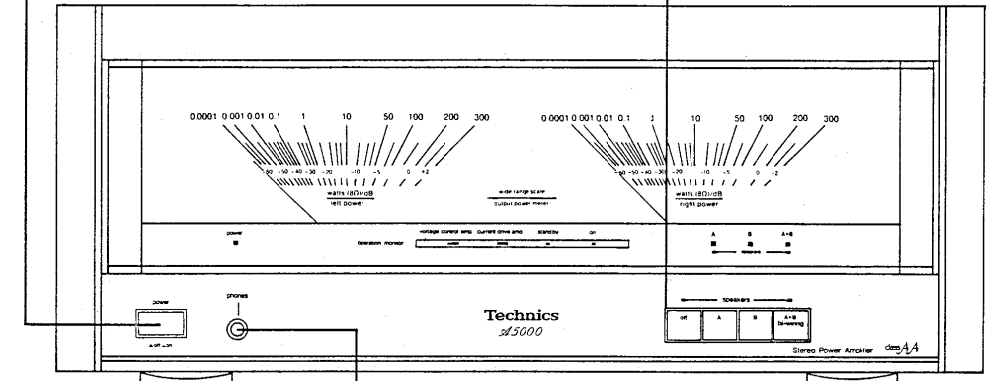 0.0001 0.001 0.01 0.1 1 10 50 100 200 300
0.0001 0.001 0.01 0.1 1 10 50 100 200 300
-60 -50 -40 -30 -20 -10 -5 0 +2
-60 -50 -40 -30 -20 -10 -5 0 -2
watts (8Ω)/dB
left power
wide range scale
output power meter
watts (8Ω)/dB
right power
power
operation monitor
voltage control amp current drive amp standby on
A B A+B
power
off on
phones
Technics
A5000
speakers
off A B A+B
bi-wiring
Stereo Power Amplifier class AA